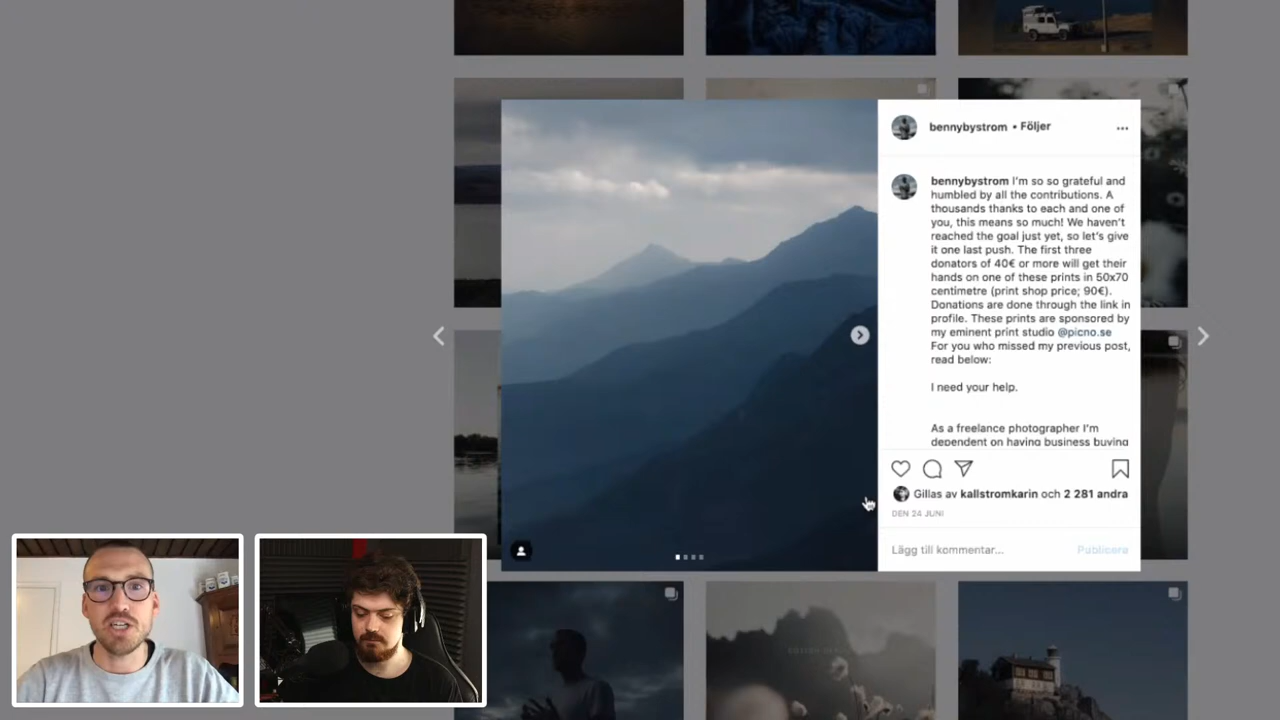 bennybystrom • Följer
bennybystrom I'm so so grateful and
humbled by all the contributions. A
thousands thanks to each and one of
you, this means so much! We haven't
reached the goal just yet, so let's give
it one last push. The first three
donators of 40€ or more will get their
hands on one of these prints in 50x70
centimetre (print shop price; 90€).
Donations are done through the link in
profile. These prints are sponsored by
my eminent print studio @picno.se
For you who missed my previous post,
read below:
I need your help.
As a freelance photographer I'm
dependent on having business buying
Gillas av kallstromkarin och 2 281 andra
DEN 24 JUNI
Lägg till kommentar...
Publicera